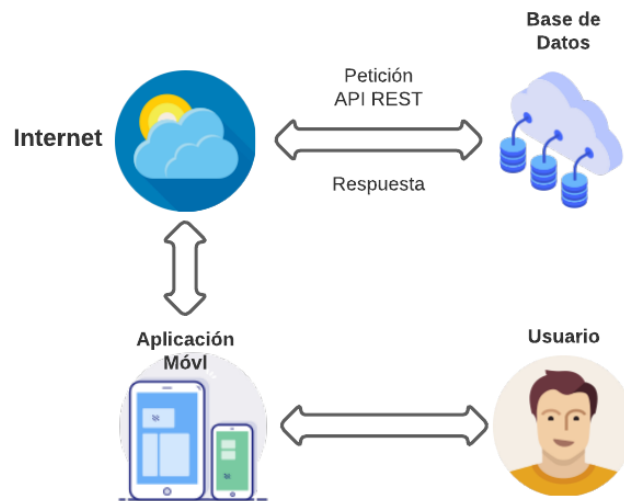 Base de
Datos
Petición
API REST
Internet
Respuesta
Aplicación
Móvl
Usuario